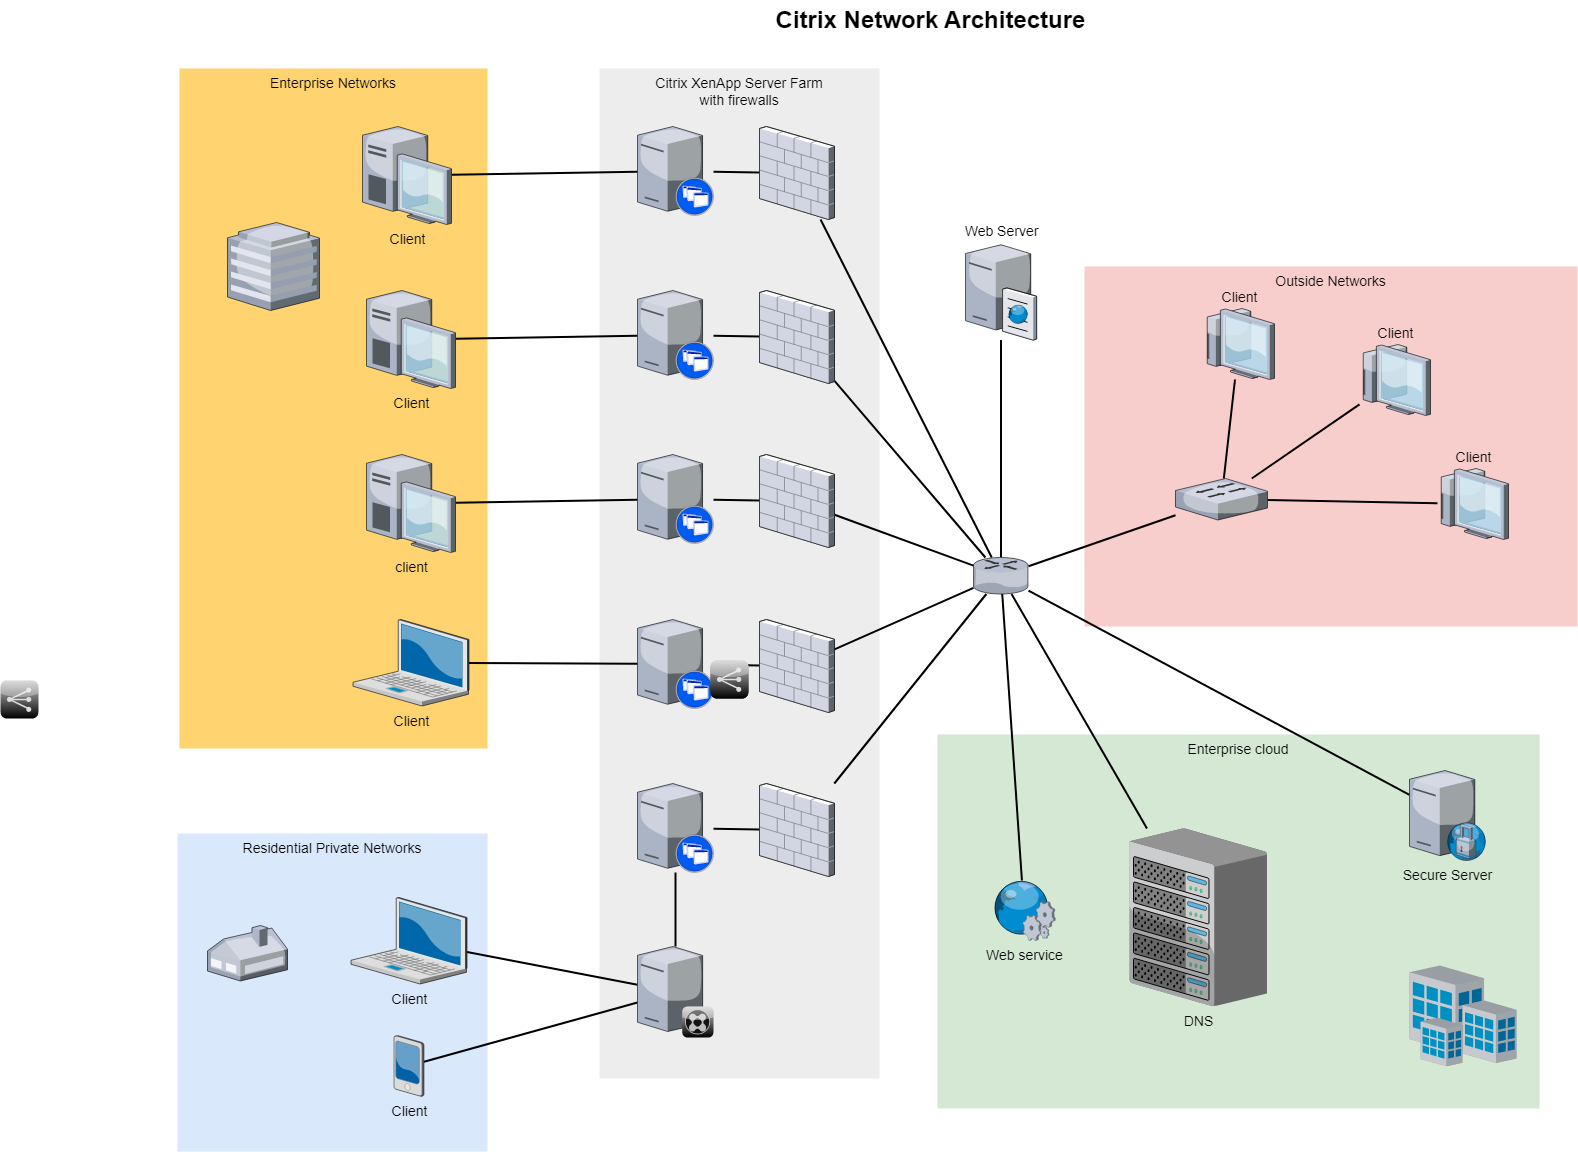 Citrix Network Architecture
Enterprise Networks
Client
Client
client
Client
Citrix XenApp Server Farm
with firewalls
Web Server
Outside Networks
Client
Client
Client
Enterprise cloud
Secure Server
Web service
DNS
Residential Private Networks
Client
Client